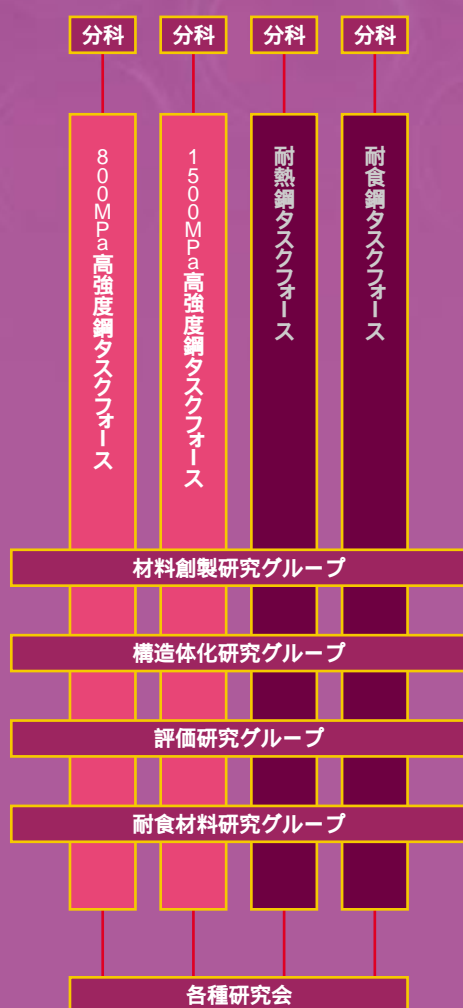 分科
分科
分科
分科
800MPa高強度鋼タスクフォース
1500MPa高強度鋼タスクフォース
耐熱鋼タスクフォース
耐食鋼タスクフォース
材料創製研究グループ
構造体化研究グループ
評価研究グループ
耐食材料研究グループ
各種研究会